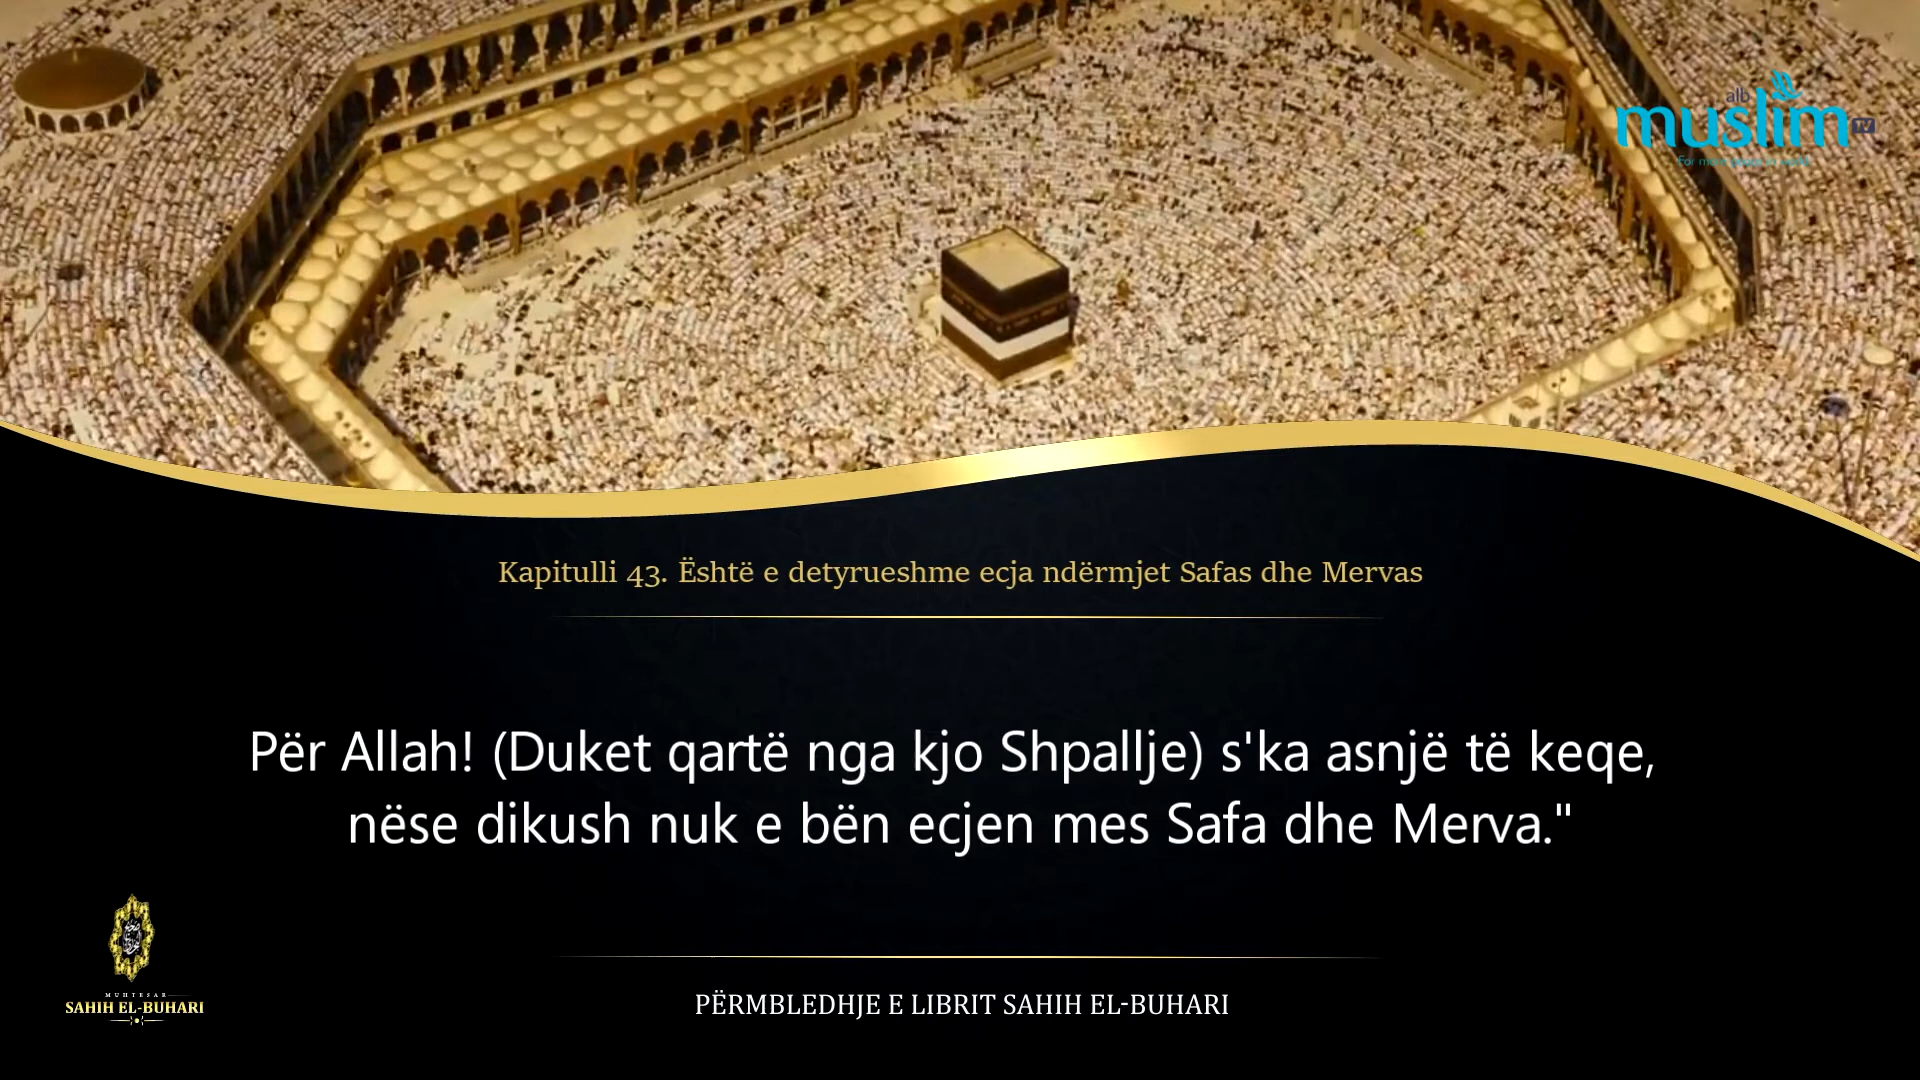 alb
muslim TV
Kapitulli 43. Është e detyrueshme ecja ndërmjet Safas dhe Mervas
Për Allah! (Duket qartë nga kjo Shpallje) s'ka asnjë të keqe,
nëse dikush nuk e bën ecjen mes Safa dhe Merva."
MUHTESAR
SAHIH EL-BUHARI
PËRMBLEDHJE E LIBRIT SAHIH EL-BUHARI